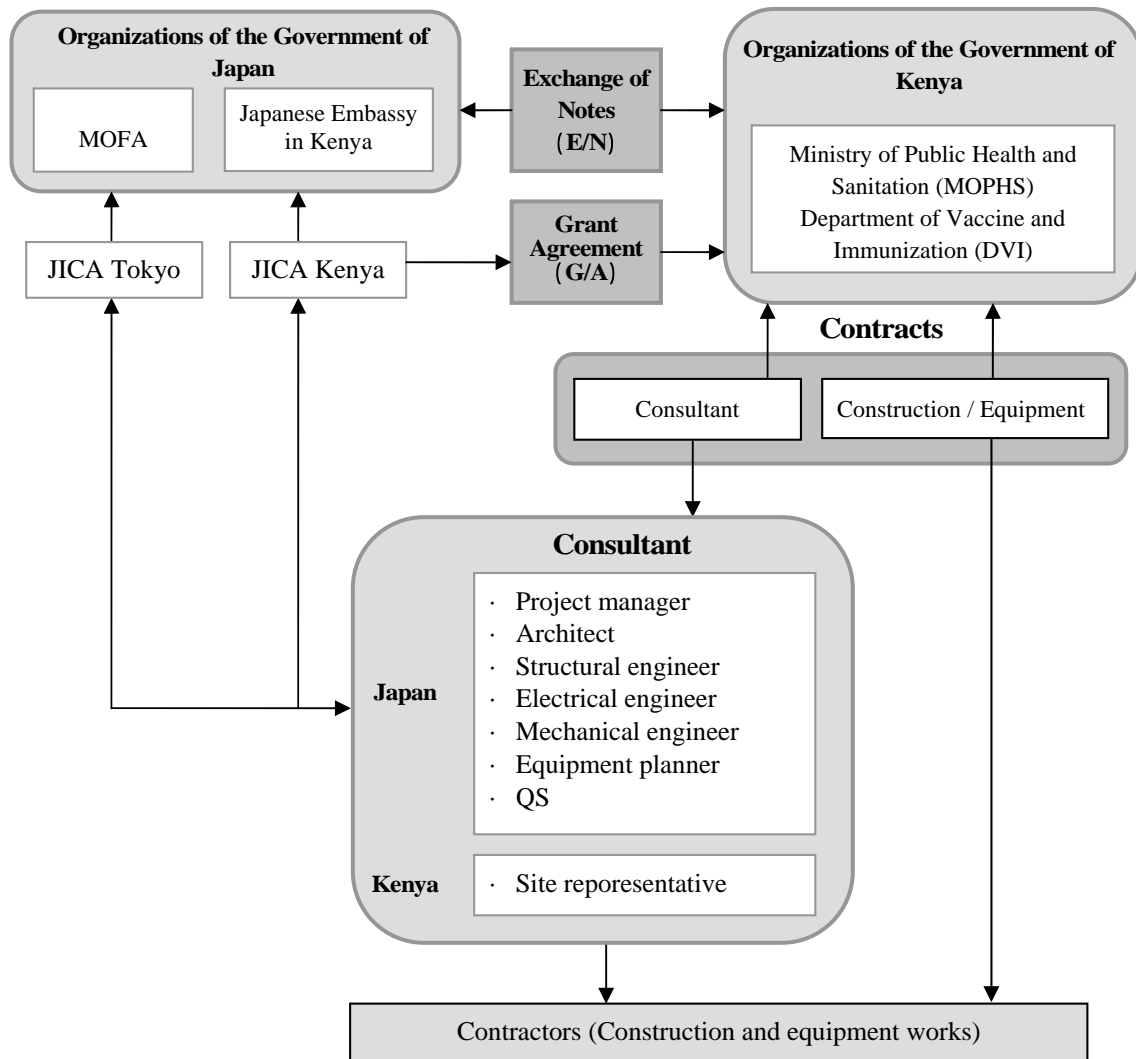 Organizations of the Government of
Japan
MOFA
Japanese Embassy
in Kenya
Exchange of
Notes
(E/N)
Organizations of the Government of
Kenya
Ministry of Public Health and
Sanitation (MOPHS)
Department of Vaccine and
Immunization (DVI)
JICA Tokyo
JICA Kenya
Grant
Agreement
(G/A)
Contracts
Consultant
Construction / Equipment
Consultant
Japan
· Project manager
· Architect
· Structural engineer
· Electrical engineer
· Mechanical engineer
· Equipment planner
· QS
Kenya
· Site reporesentative
Contractors (Construction and equipment works)